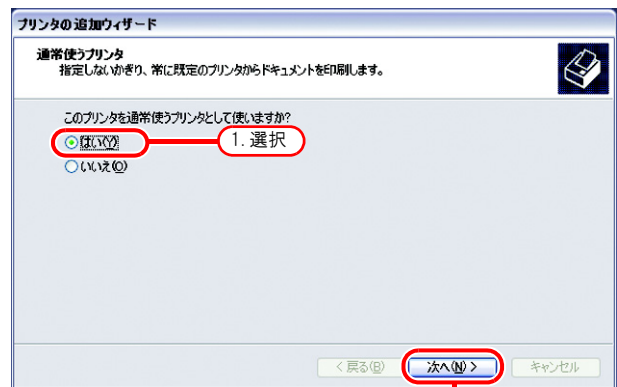 プリンタの追加ウィザード
通常使うプリンタ
指定しないかぎり、常に既定のプリンタからドキュメントを印刷します。
このプリンタを通常使うプリンタとして使いますか?
はい(Y)
1. 選択
いいえ(O)
< 戻る(B)
次へ(N) >
キャンセル